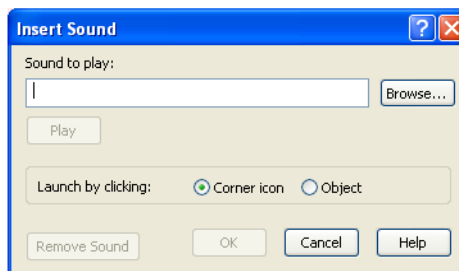 Insert Sound
Sound to play:
Browse...
Play
Launch by clicking: Corner icon Object
Remove Sound OK Cancel Help